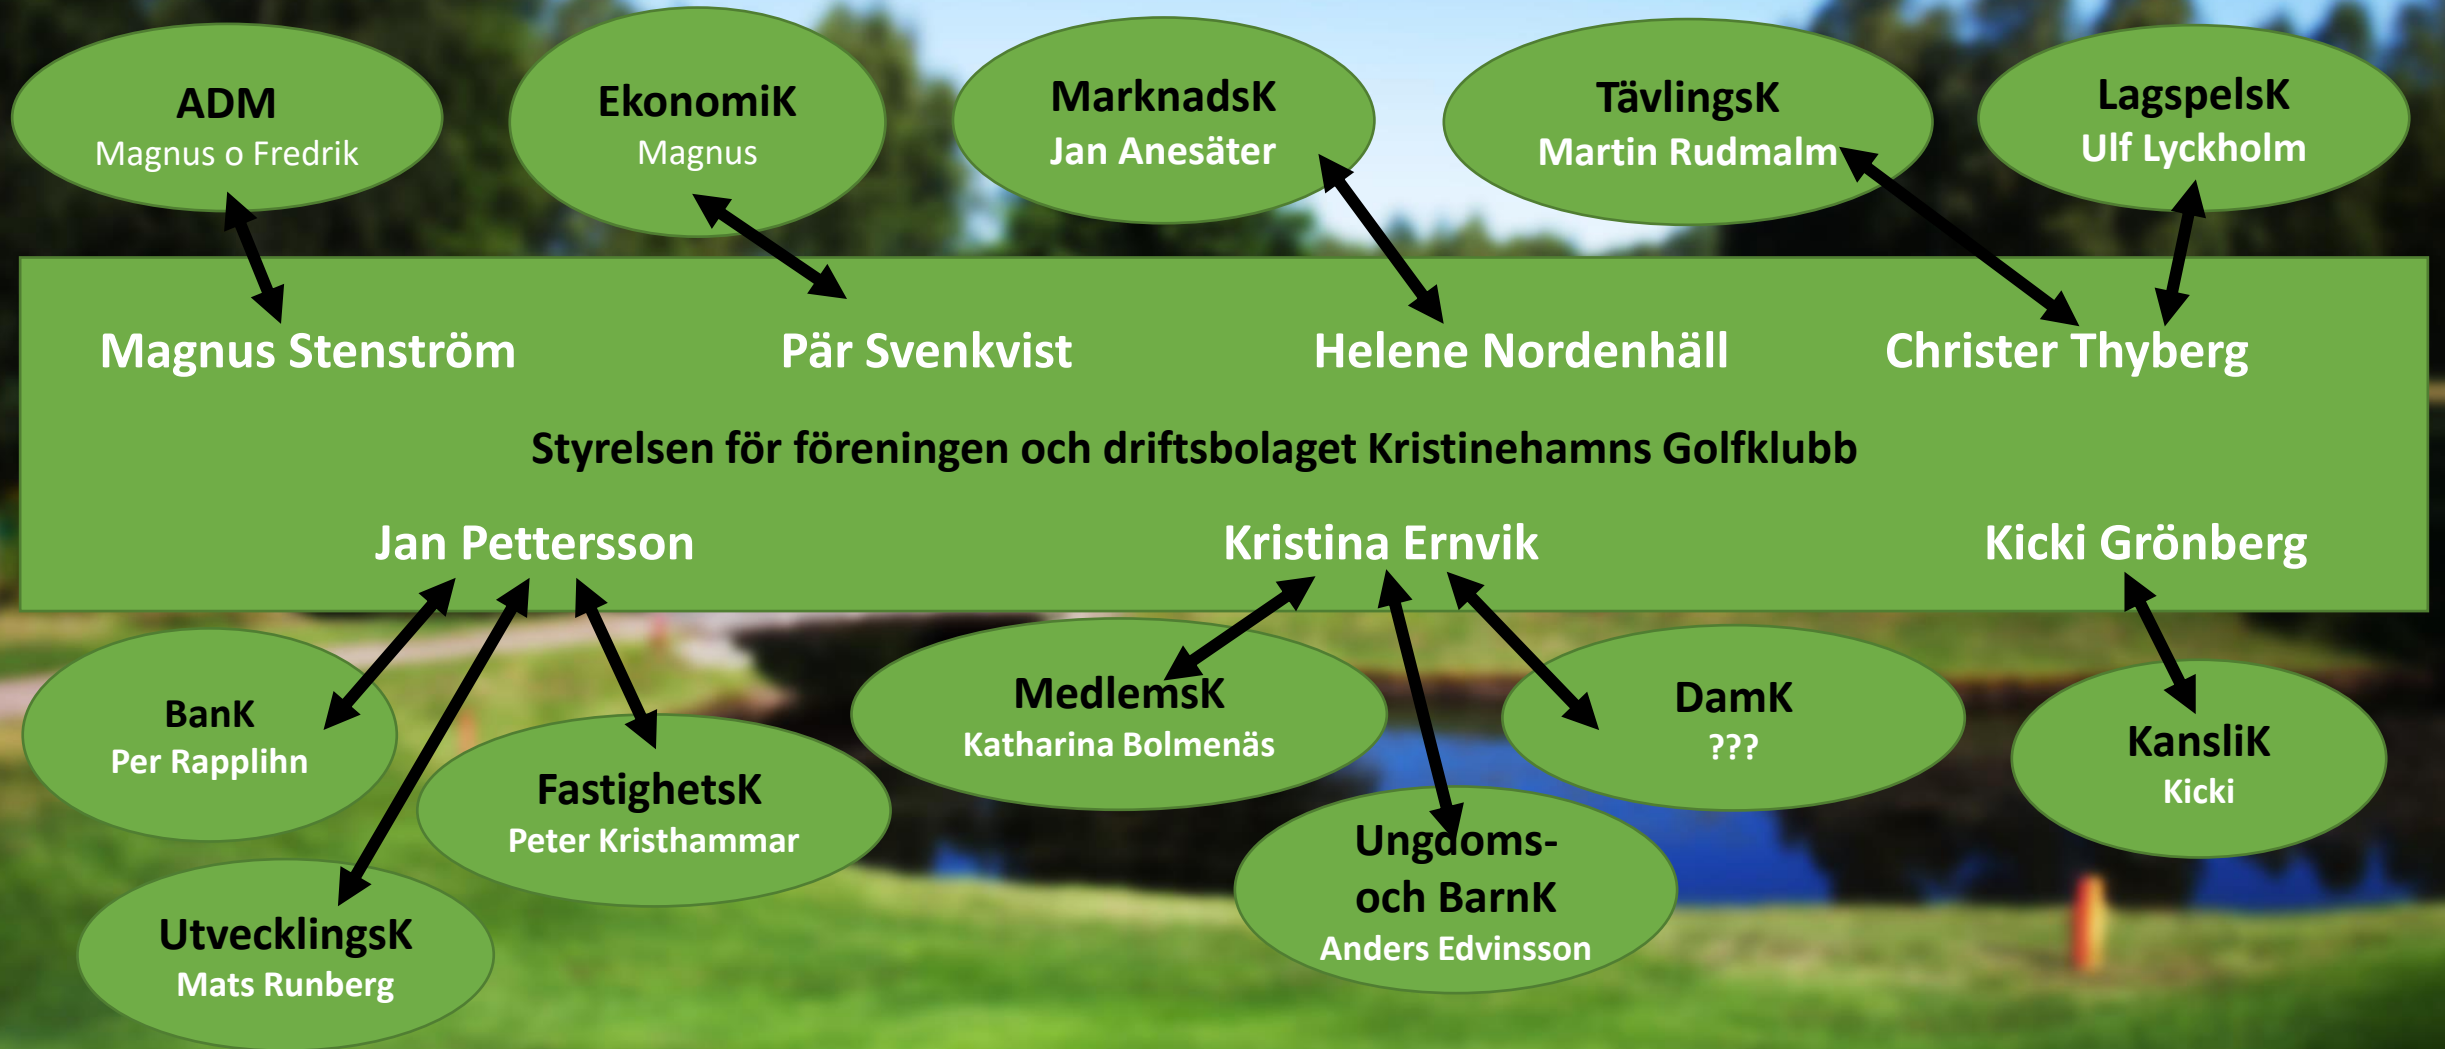 ADM
Magnus o Fredrik
EkonomiK
Magnus
MarknadsK
Jan Anesäter
TävlingsK
Martin Rudmalm
LagspelsK
Ulf Lyckholm
Magnus Stenström
Pär Svenkvist
Helene Nordenhäll
Christer Thyberg
Styrelsen för föreningen och driftsbolaget Kristinehamns Golfklubb
Jan Pettersson
Kristina Ernvik
Kicki Grönberg
BanK
Per Rapplihn
UtvecklingsK
Mats Runberg
FastighetsK
Peter Kristhammar
MedlemsK
Katharina Bolmenäs
Ungdoms-
och BarnK
Anders Edvinsson
DamK
???
KansliK
Kicki